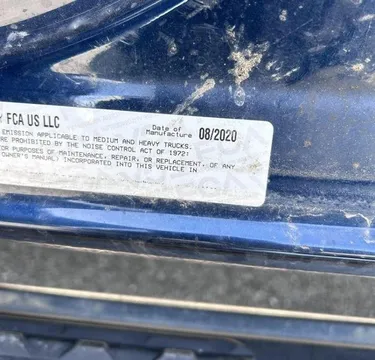 FCA US LLC
Date of
Manufacture 08/2020
EMISSION APPLICABLE TO MEDIUM AND HEAVY TRUCKS.
ARE PROHIBITED BY THE NOISE CONTROL ACT OF 1972:
FOR PURPOSES OF MAINTENANCE, REPAIR, OR REPLACEMENT, OF ANY
OWNER'S MANUAL) INCORPORATED INTO THIS VEHICLE IN